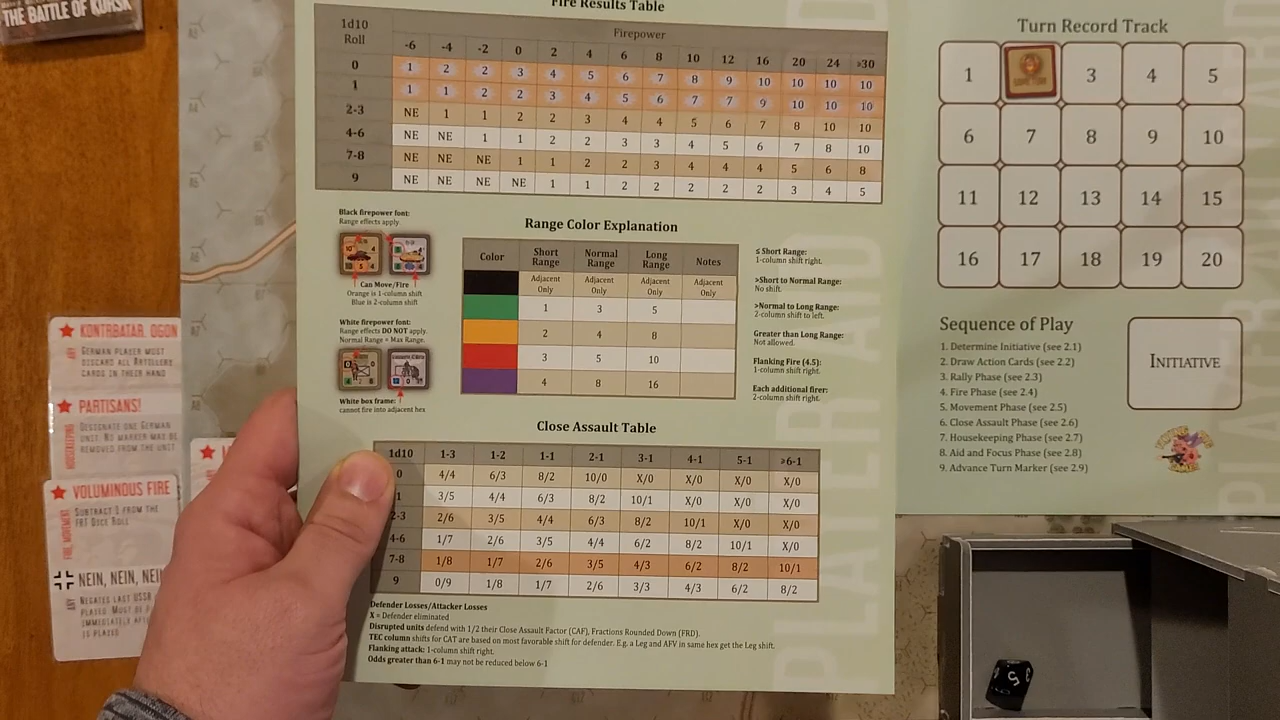 THE BATTLE OF KURSK
Fire Results Table
1d10 Roll
Firepower
-6 -4 -2 0 2 4 6 8 10 12 16 20 24 >30
0 1 2 2 3 4 5 6 7 8 9 10 10 10 10
1 1 1 2 2 3 4 5 6 7 7 9 10 10 10
2-3 NE 1 1 2 2 3 4 4 5 6 7 8 10 10
4-6 NE NE 1 1 2 2 3 3 4 5 6 7 8 10
7-8 NE NE NE 1 1 2 2 3 4 4 4 5 6 8
9 NE NE NE NE 1 1 2 2 2 2 2 3 4 5
Black firepower font:
Range effects apply.
Can Move/Fire
Orange is 1-column shift
Blue is 2-column shift
White firepower font:
Range effects DO NOT apply.
Normal Range = Max Range.
White box frame:
cannot fire into adjacent hex
Range Color Explanation
Color Short Range Normal Range Long Range Notes
Adjacent Only Adjacent Only Adjacent Only Adjacent Only
1 3 5
2 4 8
3 5 10
4 8 16
≤ Short Range:
1-column shift right.
>Short to Normal Range:
No shift.
>Normal to Long Range:
2-column shift to left.
Greater than Long Range:
Not allowed.
Flanking Fire (4.5):
1-column shift right.
Each additional firer:
2-column shift right.
Close Assault Table
1d10 1-3 1-2 1-1 2-1 3-1 4-1 5-1 ≥6-1
0 4/4 6/3 8/2 10/0 X/0 X/0 X/0 X/0
1 3/5 4/4 6/3 8/2 10/1 X/0 X/0 X/0
2-3 2/6 3/5 4/4 6/3 8/2 10/1 X/0 X/0
4-6 1/7 2/6 3/5 4/4 6/2 8/2 10/1 X/0
7-8 1/8 1/7 2/6 3/5 4/3 6/2 8/2 10/1
9 0/9 1/8 1/7 2/6 3/3 4/3 6/2 8/2
Defender Losses/Attacker Losses
X = Defender eliminated
Disrupted units defend with 1/2 their Close Assault Factor (CAF), Fractions Rounded Down (FRD).
TEC column shifts for CAT are based on most favorable shift for defender. E.g. a Leg and AFV in same hex get the Leg shift.
Flanking attack: 1-column shift right.
Odds greater than 6-1 may not be reduced below 6-1
PLAYER AID
Turn Record Track
1 3 4 5
6 7 8 9 10
11 12 13 14 15
16 17 18 19 20
Sequence of Play
1. Determine Initiative (see 2.1)
2. Draw Action Cards (see 2.2)
3. Rally Phase (see 2.3)
4. Fire Phase (see 2.4)
5. Movement Phase (see 2.5)
6. Close Assault Phase (see 2.6)
7. Housekeeping Phase (see 2.7)
8. Aid and Focus Phase (see 2.8)
9. Advance Turn Marker (see 2.9)
INITIATIVE
KONTRBATAR. OGON
GERMAN PLAYER MUST
DISCARD ALL ARTILLERY
CARDS IN THEIR HAND
PARTISANS!
HOUSEKEEPING
DESIGNATE ONE GERMAN
UNIT. NO MARKER MAY BE
REMOVED FROM THE UNIT
VOLUMINOUS FIRE
FIRE, MOVEMENT
SUBTRACT 1 FROM THE
FRT DICE ROLL
NEIN, NEIN, NEIN
ANY
NEGATES LAST USSR
PLAYED. MUST BE
IMMEDIATELY
IS PLAYED
5